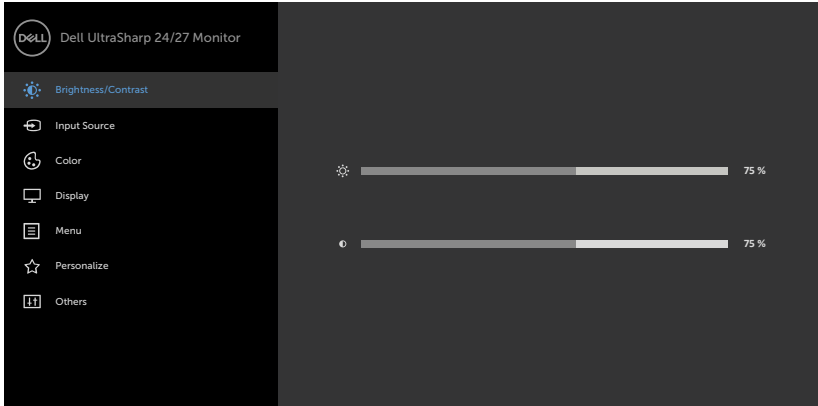 DELL
Dell UltraSharp 24/27 Monitor
Brightness/Contrast
Input Source
Color
Display
Menu
Personalize
Others
75 %
75 %